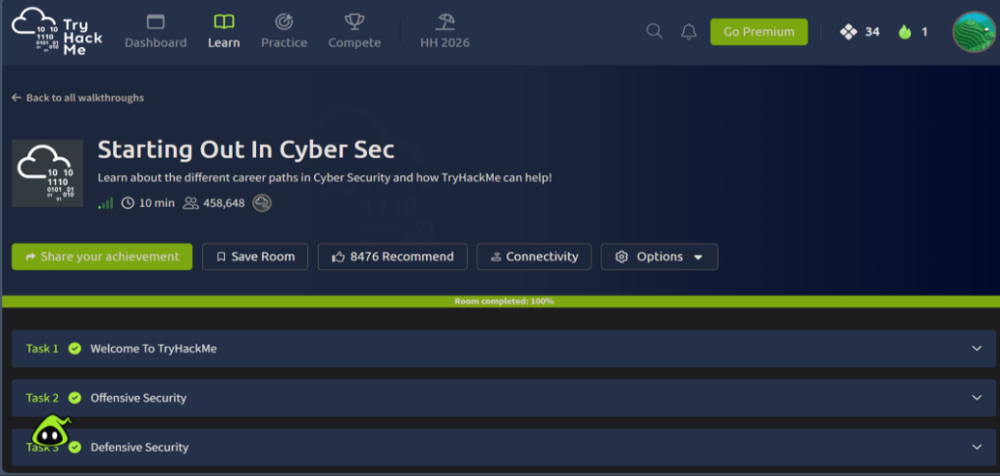 Try Hack Me
Dashboard
Learn
Practice
Compete
HH 2026
Go Premium
34
1
← Back to all walkthroughs
Starting Out In Cyber Sec
Learn about the different career paths in Cyber Security and how TryHackMe can help!
10 min 458,648
Share your achievement
Save Room
8476 Recommend
Connectivity
Options
Room completed: 100%
Task 1 Welcome To TryHackMe
Task 2 Offensive Security
Task 3 Defensive Security